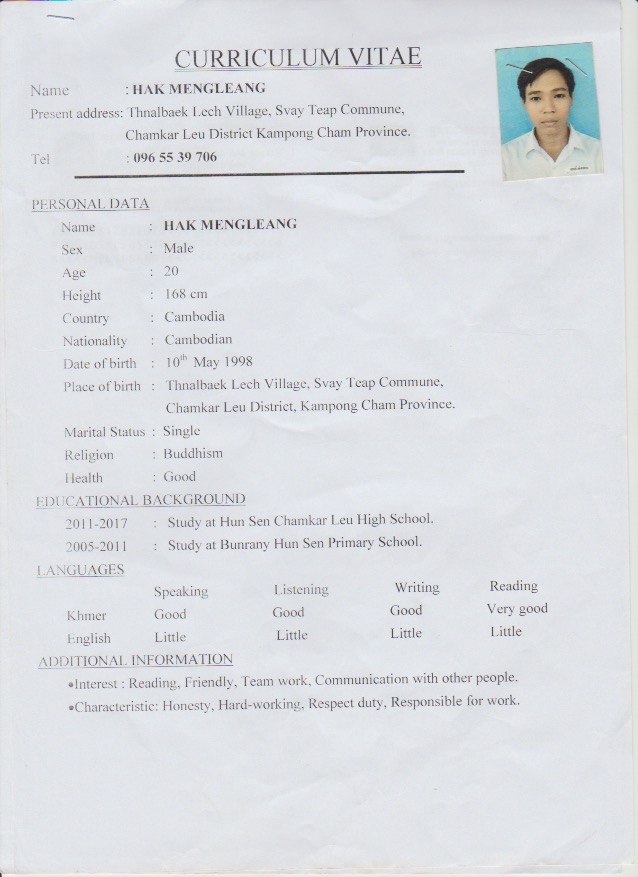 CURRICULUM VITAE
Name : HAK MENGLEANG
Present address: Thnalbaek Lech Village, Svay Teap Commune,
Chamkar Leu District Kampong Cham Province.
Tel : 096 55 39 706
PERSONAL DATA
Name : HAK MENGLEANG
Sex : Male
Age : 20
Height : 168 cm
Country : Cambodia
Nationality : Cambodian
Date of birth : 10th May 1998
Place of birth : Thnalbaek Lech Village, Svay Teap Commune,
Chamkar Leu District, Kampong Cham Province.
Marital Status : Single
Religion : Buddhism
Health : Good
EDUCATIONAL BACKGROUND
2011-2017 : Study at Hun Sen Chamkar Leu High School.
2005-2011 : Study at Bunrany Hun Sen Primary School.
LANGUAGES
Speaking Listening Writing Reading
Khmer Good Good Good Very good
English Little Little Little Little
ADDITIONAL INFORMATION
•Interest : Reading, Friendly, Team work, Communication with other people.
•Characteristic: Honesty, Hard-working, Respect duty, Responsible for work.